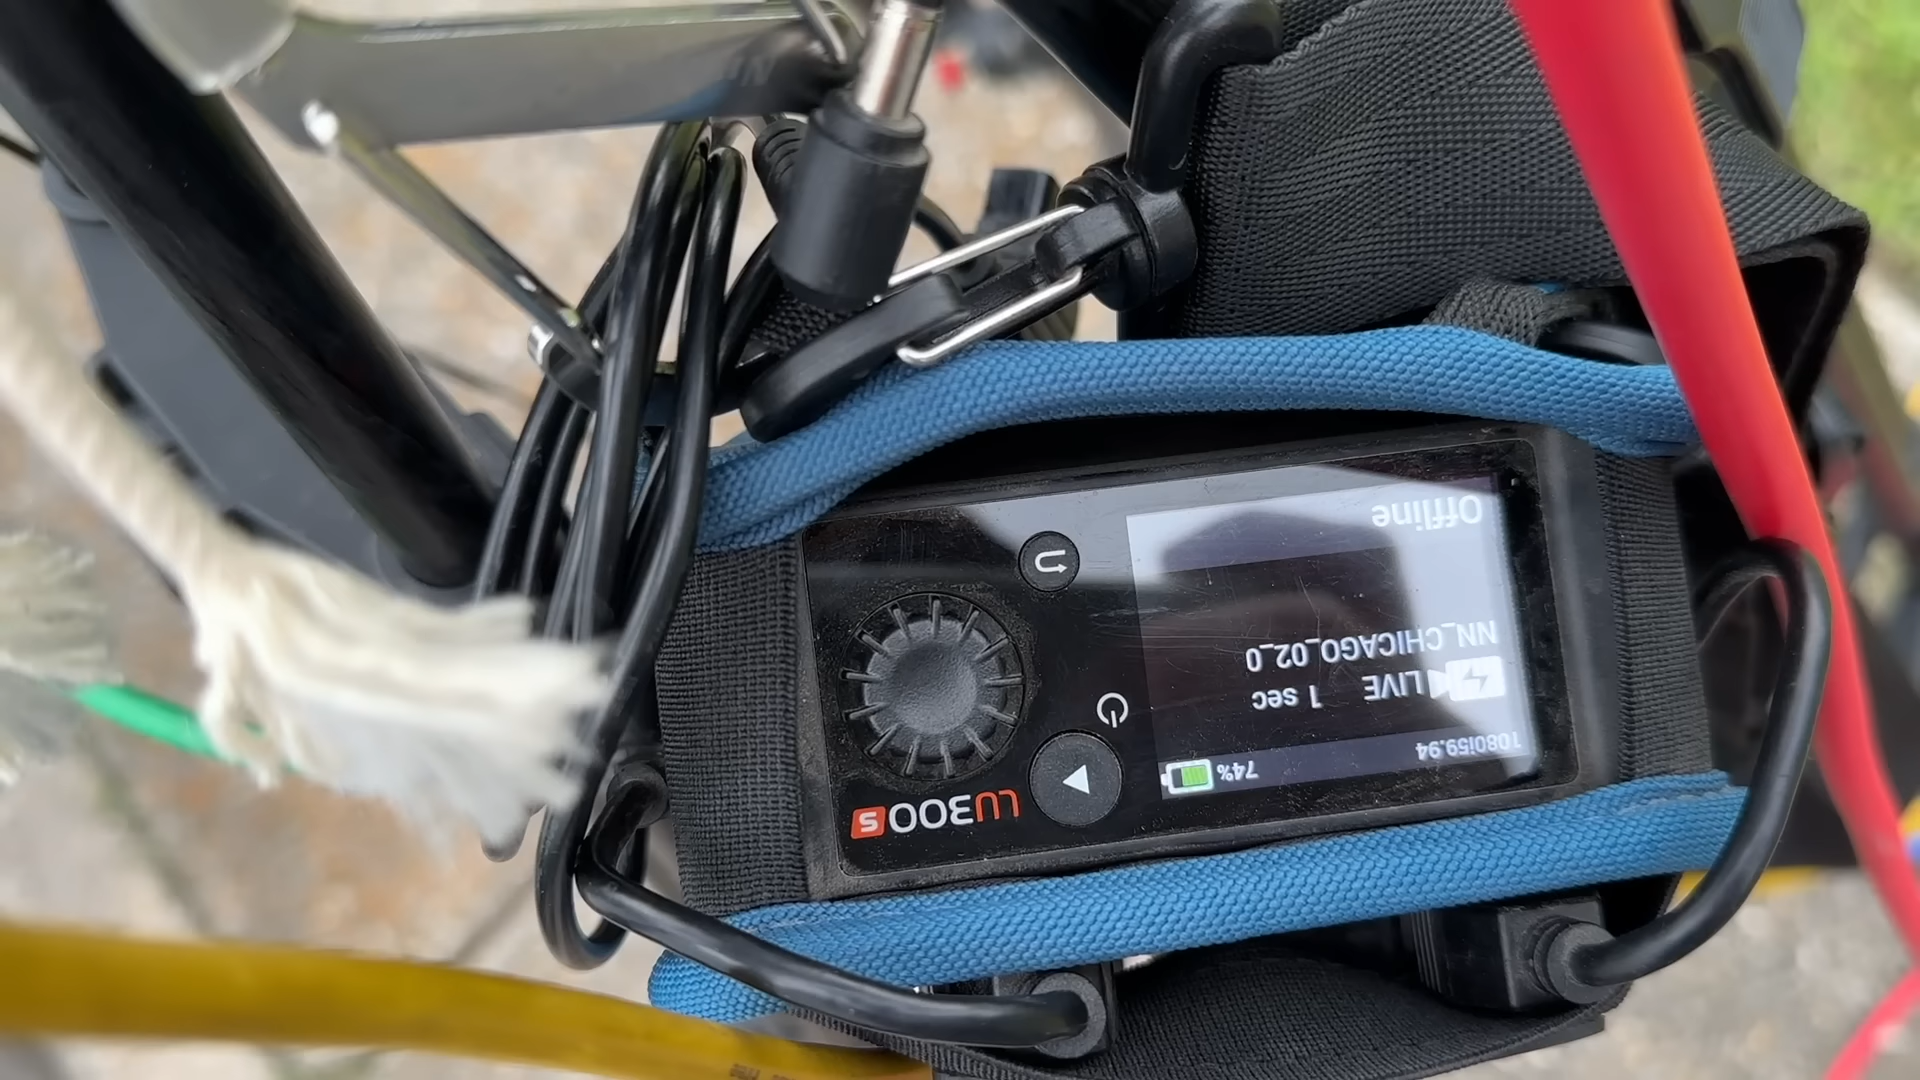 1080i59.94
74%
LIVE 1 sec
NN_CHICAGO_02_0
Offline
LU300S